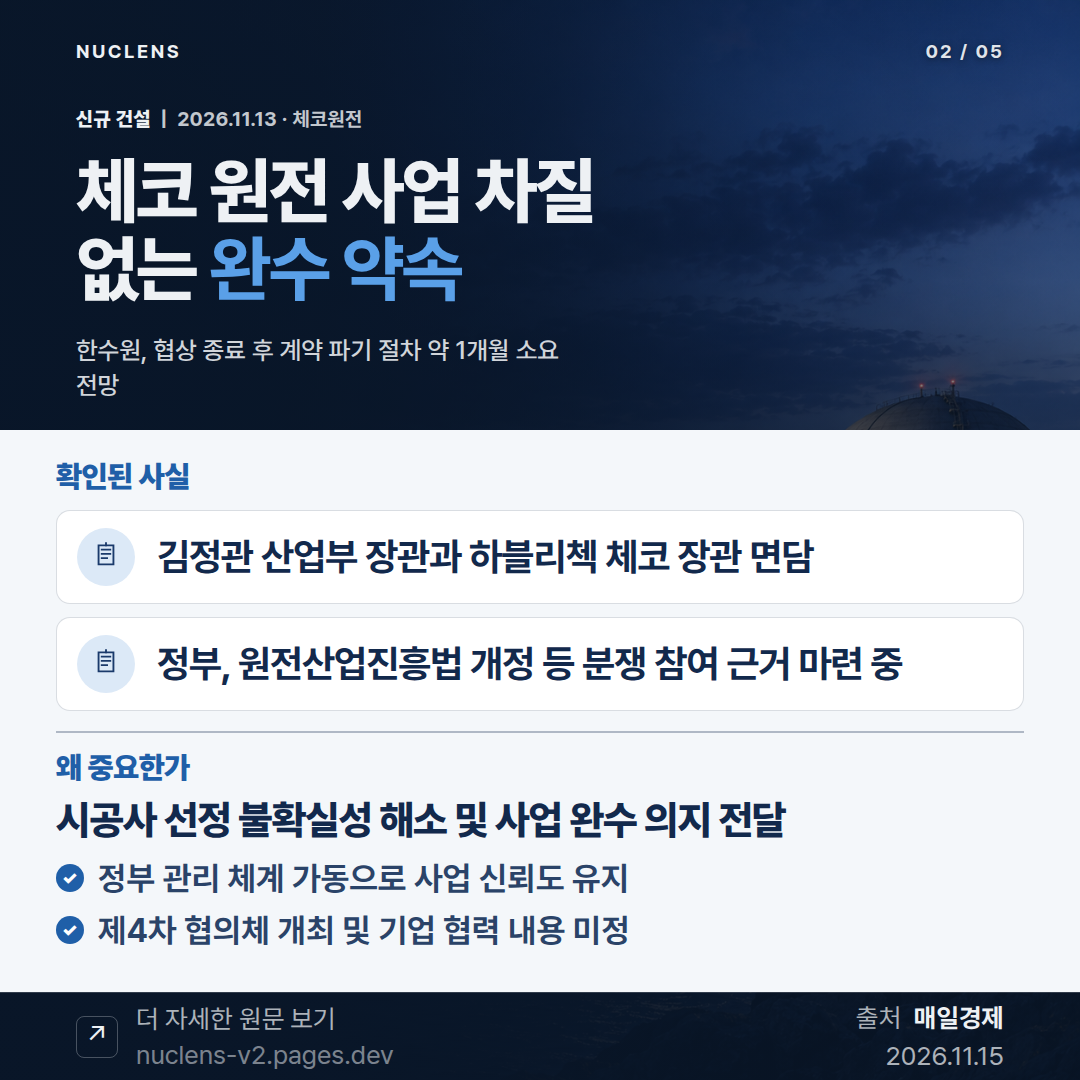 NUCLENS
02 / 05
신규 건설 | 2026.11.13 · 체코원전
체코 원전 사업 차질
없는 완수 약속
한수원, 협상 종료 후 계약 파기 절차 약 1개월 소요
전망
확인된 사실
김정관 산업부 장관과 하블리첵 체코 장관 면담
정부, 원전산업진흥법 개정 등 분쟁 참여 근거 마련 중
왜 중요한가
시공사 선정 불확실성 해소 및 사업 완수 의지 전달
정부 관리 체계 가동으로 사업 신뢰도 유지
제4차 협의체 개최 및 기업 협력 내용 미정
더 자세한 원문 보기
nuclens-v2.pages.dev
출처 매일경제
2026.11.15